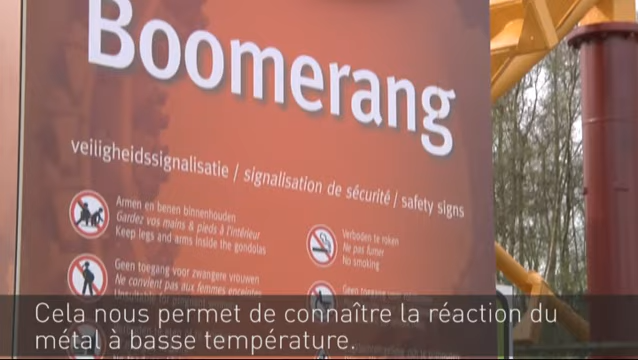 Boomerang
veiligheidssignalisatie / signalisation de sécurité / safety signs
Armen en benen binnenhouden
Gardez vos mains & pieds à l'intérieur
Keep legs and arms inside the gondolas
Verboden te roken
Ne pas fumer
No smoking
Geen toegang voor zwangere vrouwen
Ne convient pas aux femmes enceintes
Geen toegang voor
Cela nous permet de connaître la réaction du
métal à basse température.